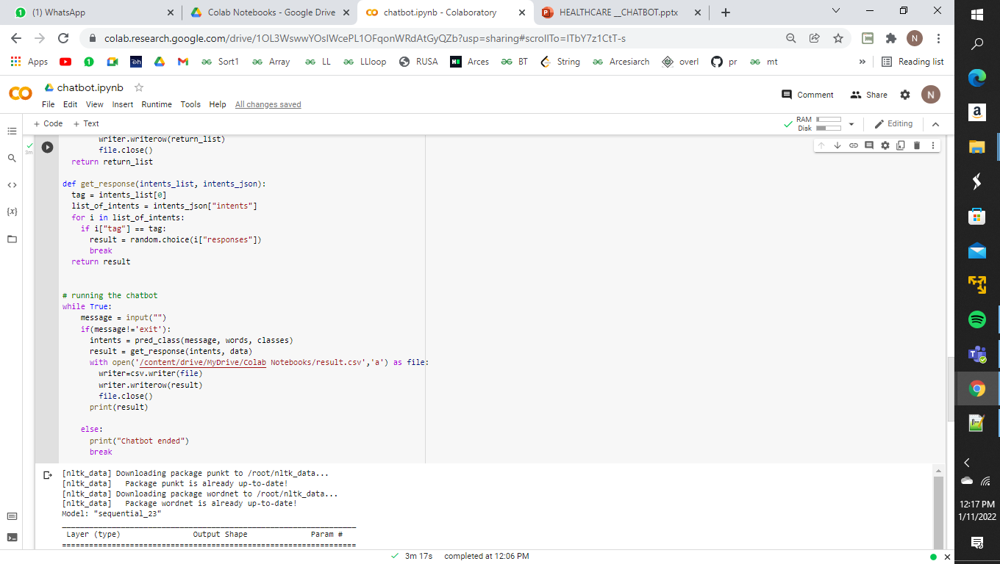 (1) WhatsApp
Colab Notebooks - Google Drive
chatbot.ipynb - Colaboratory
HEALTHCARE __CHATBOT.pptx
colab.research.google.com/drive/1OL3WswwYOslWcePL1OFqonWRdAtGyQZb?usp=sharing#scrollTo=lTbY7z1CtT-s
N
Apps
Sort1
Array
LL
LLloop
RUSA
Arces
BT
String
Arcesiarch
overl
pr
mt
»
Reading list
chatbot.ipynb
Comment
Share
N
File Edit View Insert Runtime Tools Help All changes saved
+ Code + Text
RAM
Disk
Editing
3m
writer.writerow(return_list)
file.close()
return return_list
def get_response(intents_list, intents_json):
tag = intents_list[0]
list_of_intents = intents_json["intents"]
for i in list_of_intents:
if i["tag"] == tag:
result = random.choice(i["responses"])
break
return result
# running the chatbot
while True:
message = input("")
if(message!='exit'):
intents = pred_class(message, words, classes)
result = get_response(intents, data)
with open('/content/drive/MyDrive/Colab Notebooks/result.csv','a') as file:
writer=csv.writer(file)
writer.writerow(result)
file.close()
print(result)
else:
print("Chatbot ended")
break
[nltk_data] Downloading package punkt to /root/nltk_data...
[nltk_data]   Package punkt is already up-to-date!
[nltk_data] Downloading package wordnet to /root/nltk_data...
[nltk_data]   Package wordnet is already up-to-date!
Model: "sequential_23"
Layer (type) Output Shape Param #
=================================================================
3m 17s completed at 12:06 PM
12:17 PM
1/11/2022